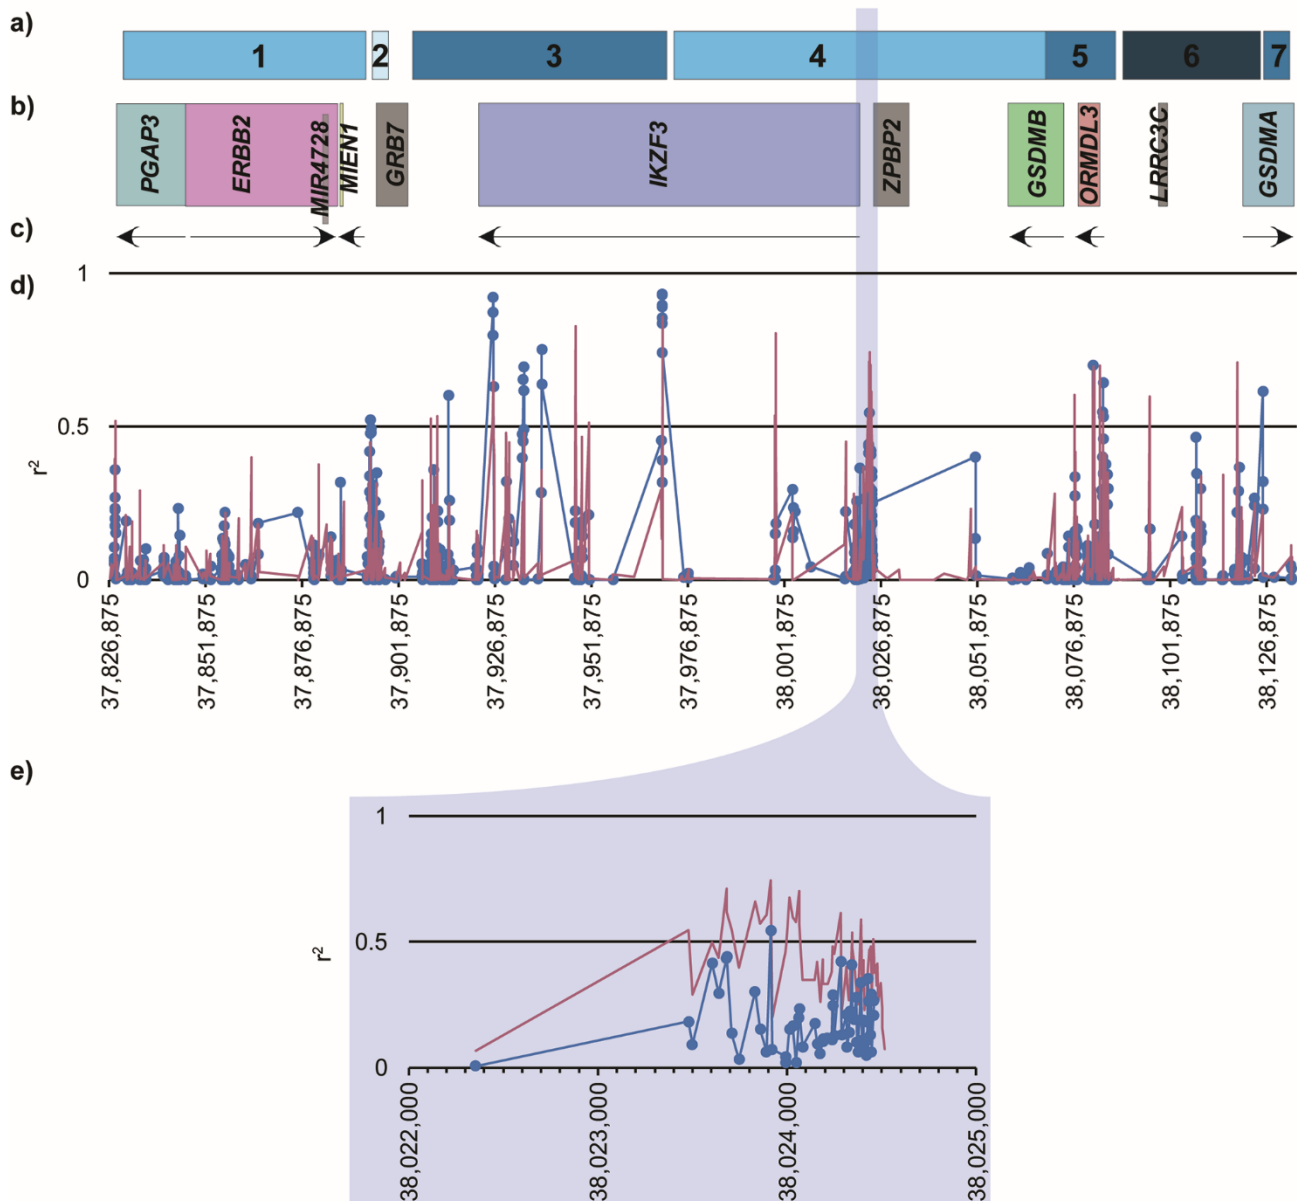 a)
1 2 3 4 5 6 7
b)
PGAP3 ERBB2 MIR4728 MIEN1 GRB7 IKZF3 ZPBP2 GSDMB ORMDL3 LRRC3C GSDMA
c)
d)
1
0.5
0
r²
37,826,875 37,851,875 37,876,875 37,901,875 37,926,875 37,951,875 37,976,875 38,001,875 38,026,875 38,051,875 38,076,875 38,101,875 38,126,875
e)
1
0.5
0
r²
38,022,000 38,023,000 38,024,000 38,025,000